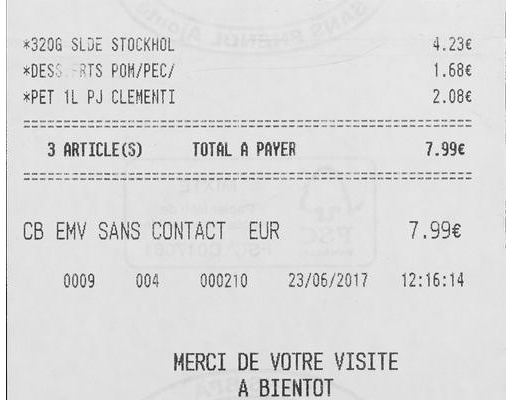 *320G SLDE STOCKHOL 4.23€
*DESSERTS POM/PEC/ 1.68€
*PET 1L PJ CLEMENTI 2.08€
================================================
3 ARTICLE(S) TOTAL A PAYER 7.99€
================================================
CB EMV SANS CONTACT EUR 7.99€
0009 004 000210 23/06/2017 12:16:14
MERCI DE VOTRE VISITE
A BIENTOT